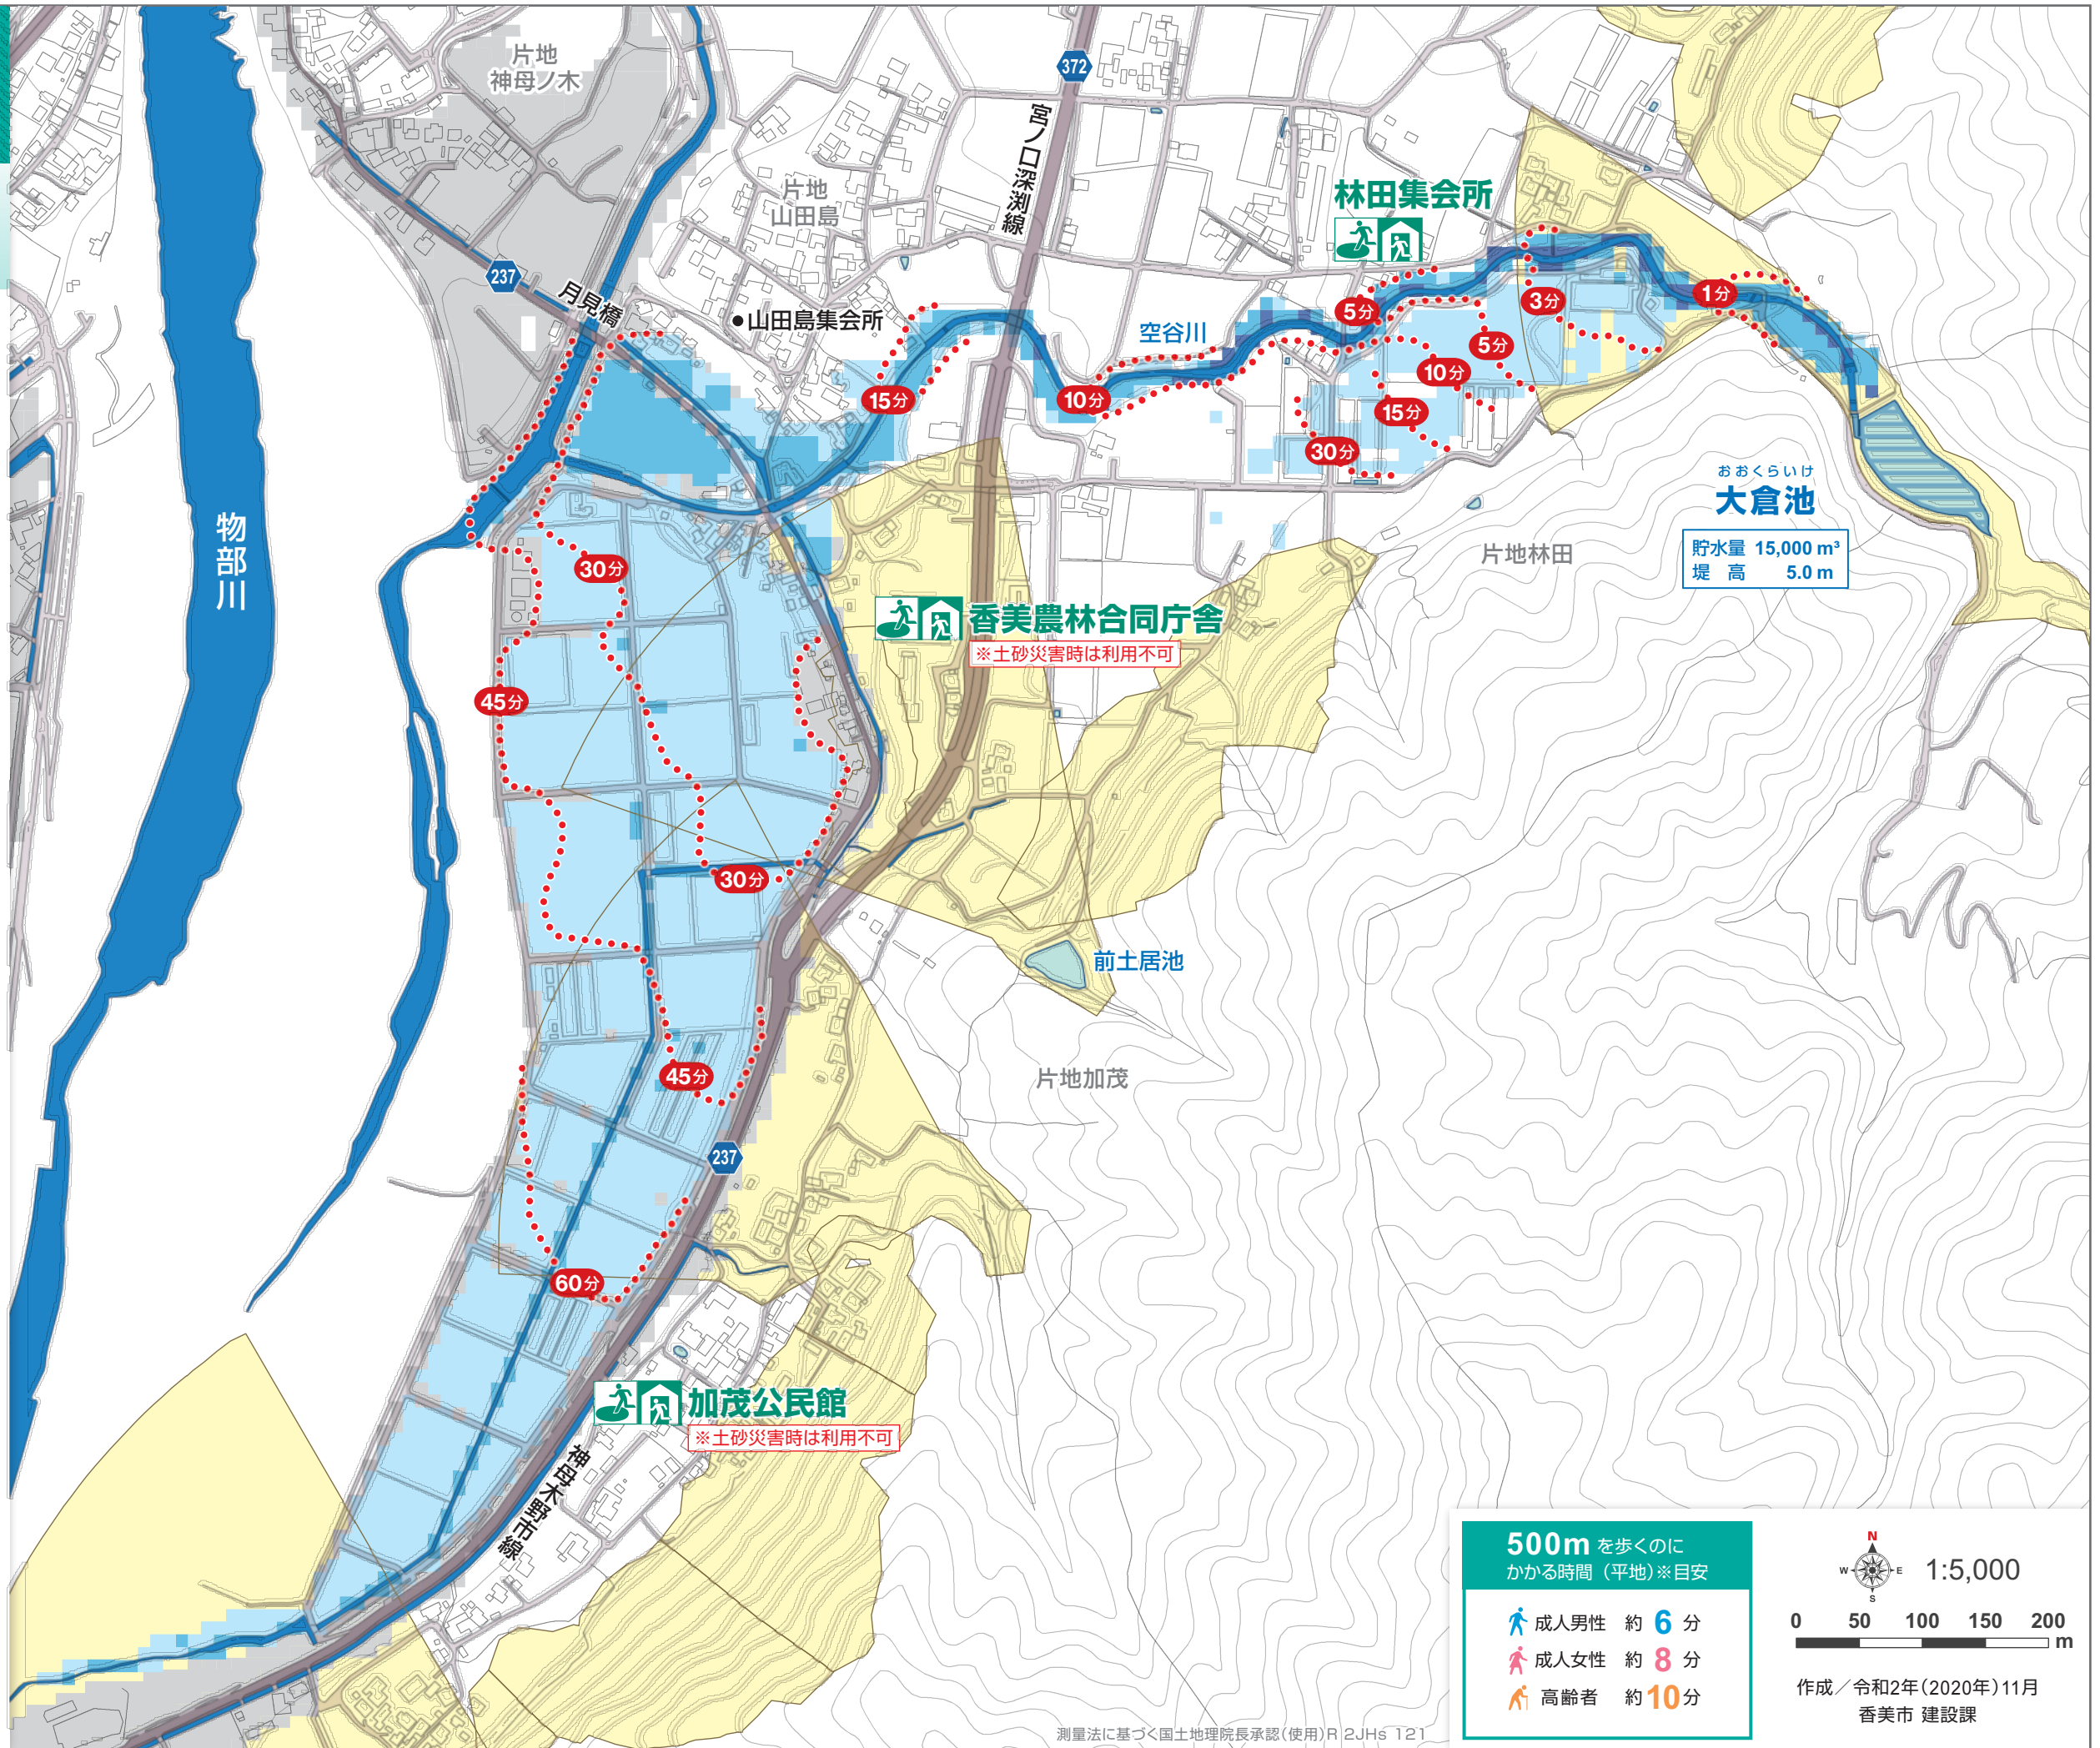 片地
神母ノ木
372
宮ノ口深渕線
片地
山田島
林田集会所
237
月見橋
●山田島集会所
空谷川
1分
3分
5分
5分
10分
15分
30分
10分
15分
おおくらいけ
大倉池
貯水量 15,000 m³
堤 高 5.0 m
片地林田
物部川
30分
香美農林合同庁舎
※土砂災害時は利用不可
45分
30分
前土居池
45分
片地加茂
237
60分
加茂公民館
※土砂災害時は利用不可
神母木野市線
500m を歩くのに
かかる時間（平地）※目安
成人男性 約 6 分
成人女性 約 8 分
高齢者 約 10 分
N
W E
S
1:5,000
0 50 100 150 200
m
作成／令和2年（2020年）11月
香美市 建設課
測量法に基づく国土地理院長承認（使用）R 2JHs 121